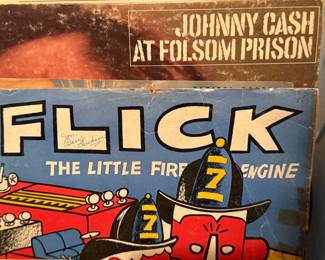 JOHNNY CASH
AT FOLSOM PRISON
FLICK
THE LITTLE FIRE ENGINE
7
7